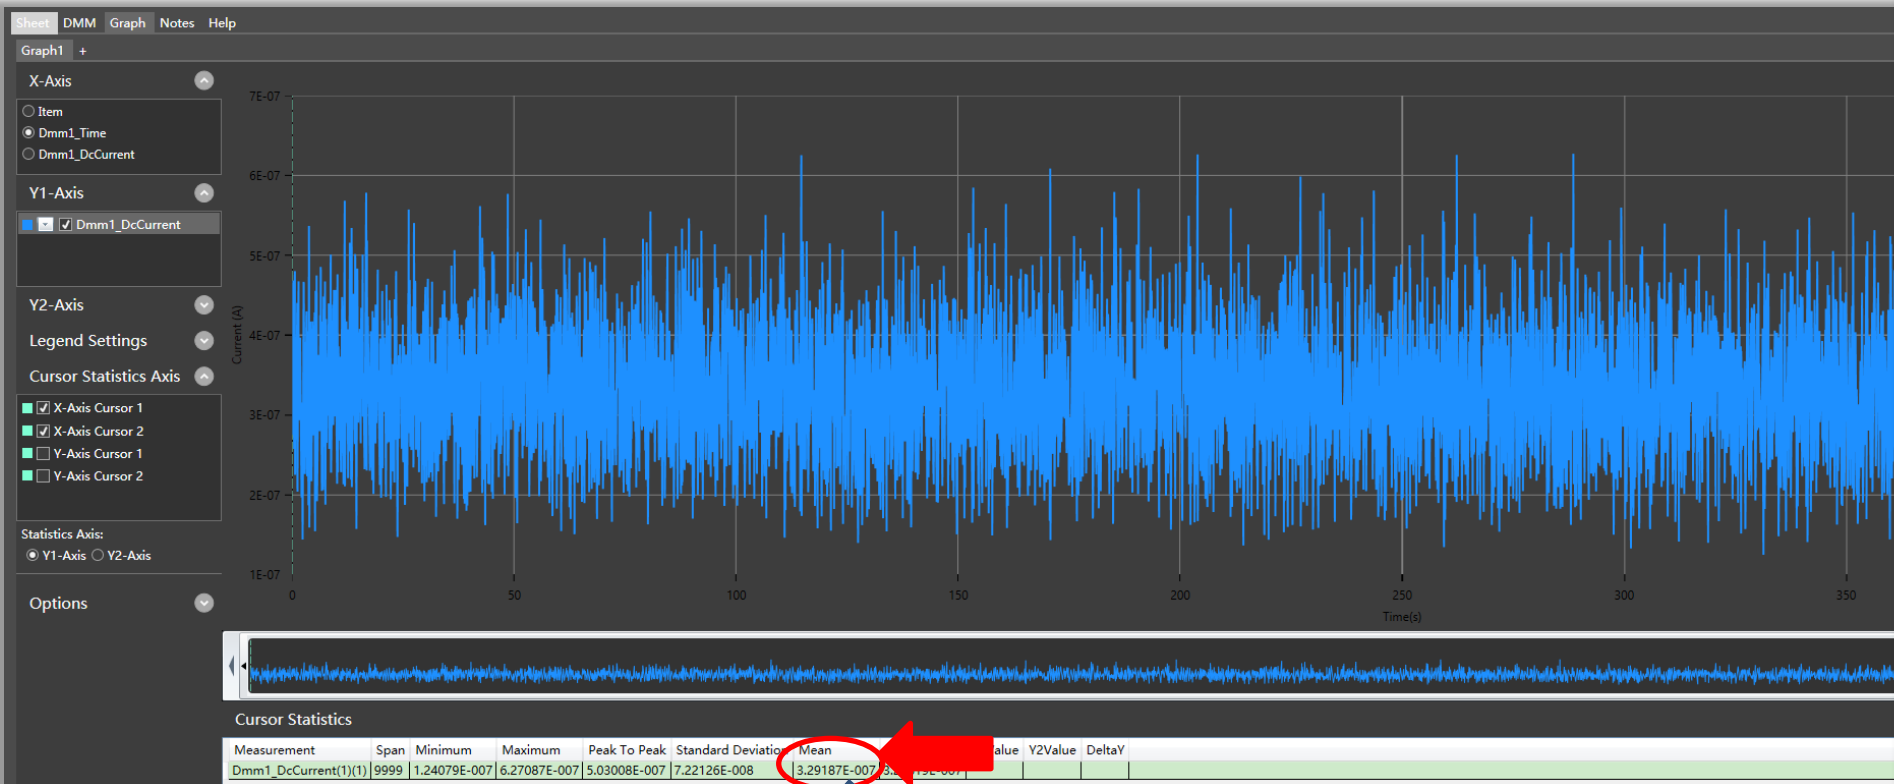 Sheet DMM Graph Notes Help
Graph1 +
X-Axis
Item
Dmm1_Time
Dmm1_DcCurrent
Y1-Axis
Dmm1_DcCurrent
Y2-Axis
Legend Settings
Cursor Statistics Axis
X-Axis Cursor 1
X-Axis Cursor 2
Y-Axis Cursor 1
Y-Axis Cursor 2
Statistics Axis:
Y1-Axis Y2-Axis
Options
7E-07
6E-07
5E-07
4E-07
3E-07
2E-07
1E-07
Current (A)
0 50 100 150 200 250 300 350
Time(s)
Cursor Statistics
Measurement Span Minimum Maximum Peak To Peak Standard Deviation Mean Y2Value DeltaY
Dmm1_DcCurrent(1)(1) 9999 1.24079E-007 6.27087E-007 5.03008E-007 7.22126E-008 3.29187E-007